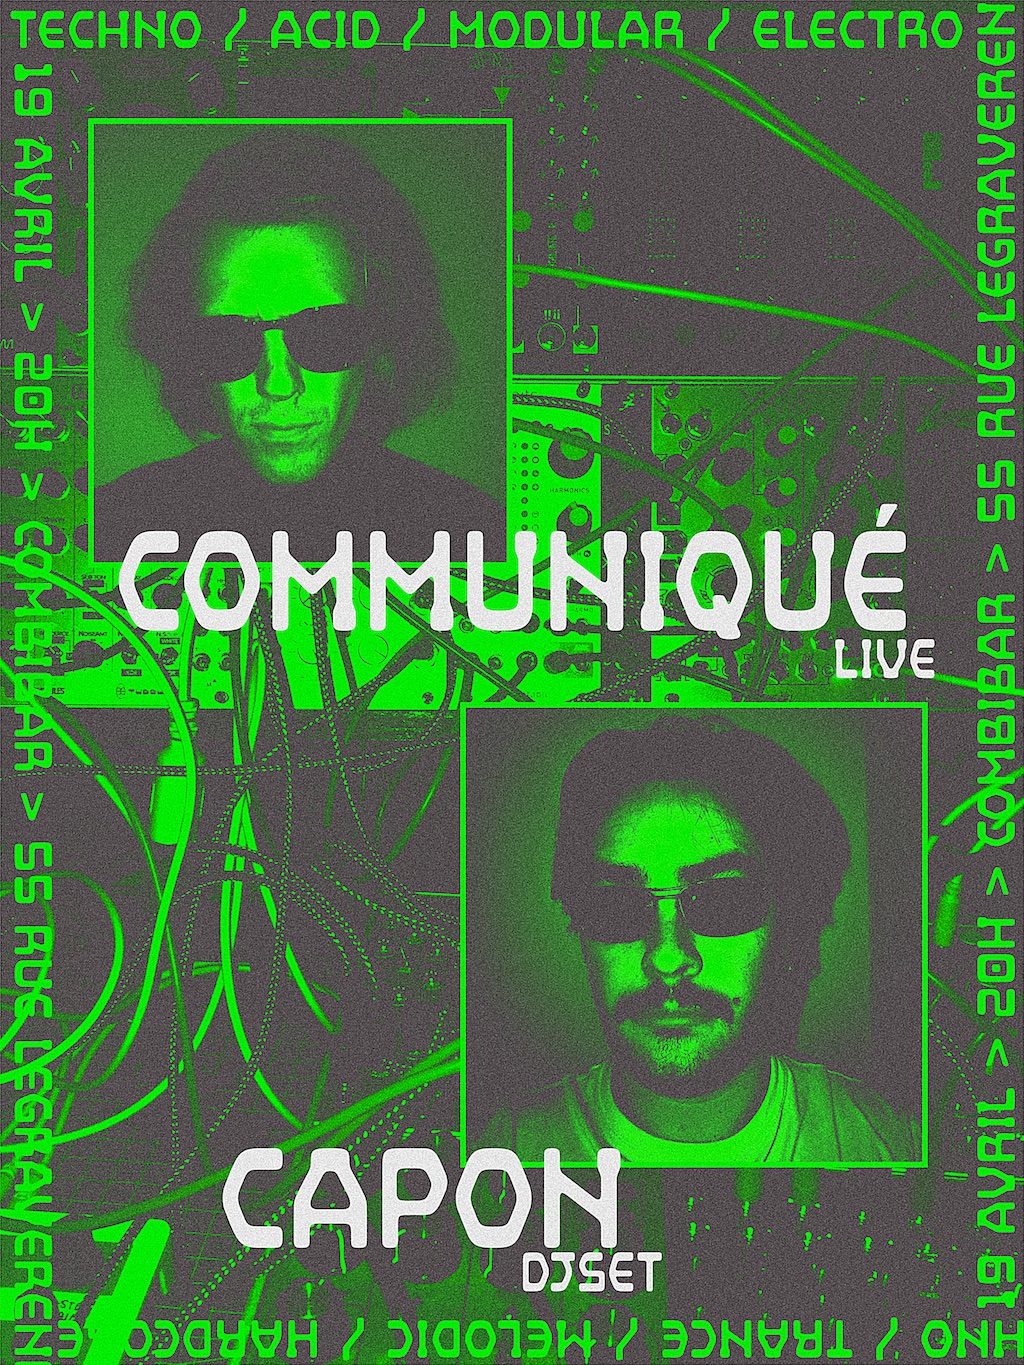 TECHNO / ACID / MODULAR / ELECTRO
19 AVRIL > 20H > COMBIBAR > 55 RUE LEGRAVEREN
19 AVRIL > 20H > COMBIBAR > 55 RUE LEGRAVEREN
HARMONICS
COMMUNIQUÉ
LIVE
CAPON
DJSET
HNO / TRANCE / MELODIC / HARDCORE